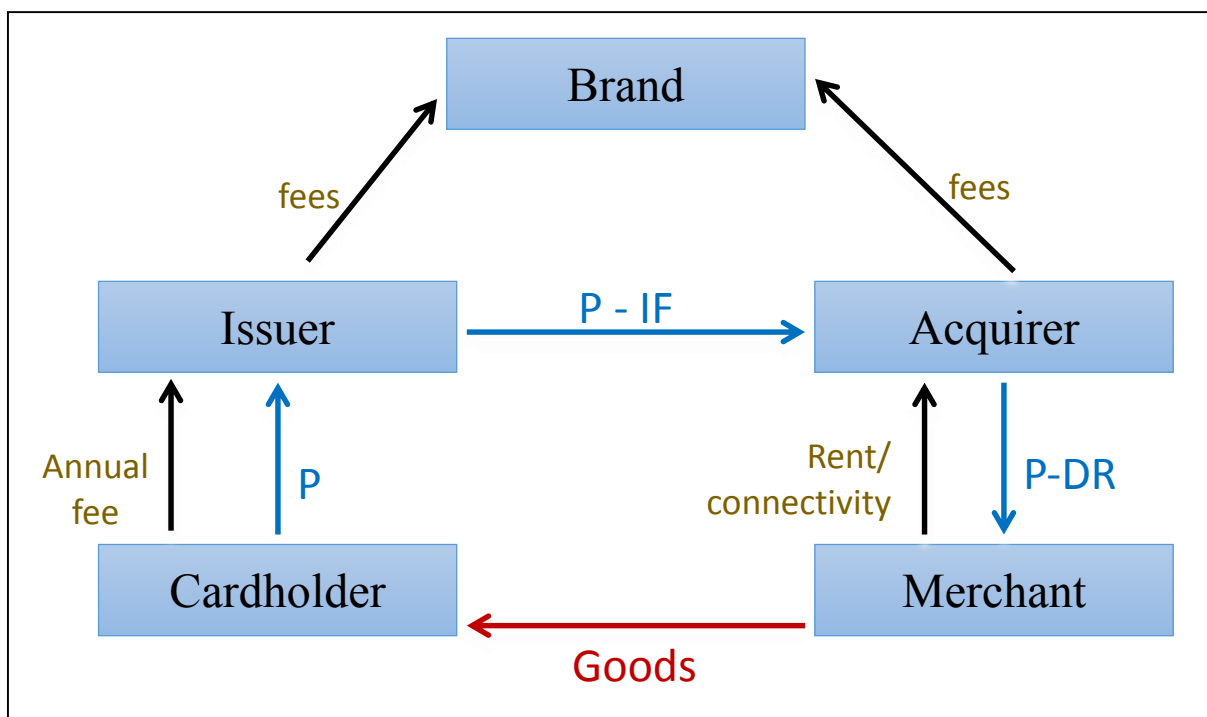 Brand
fees
fees
Issuer
P - IF
Acquirer
Annual
fee
P
Rent/
connectivity
P-DR
Cardholder
Merchant
Goods